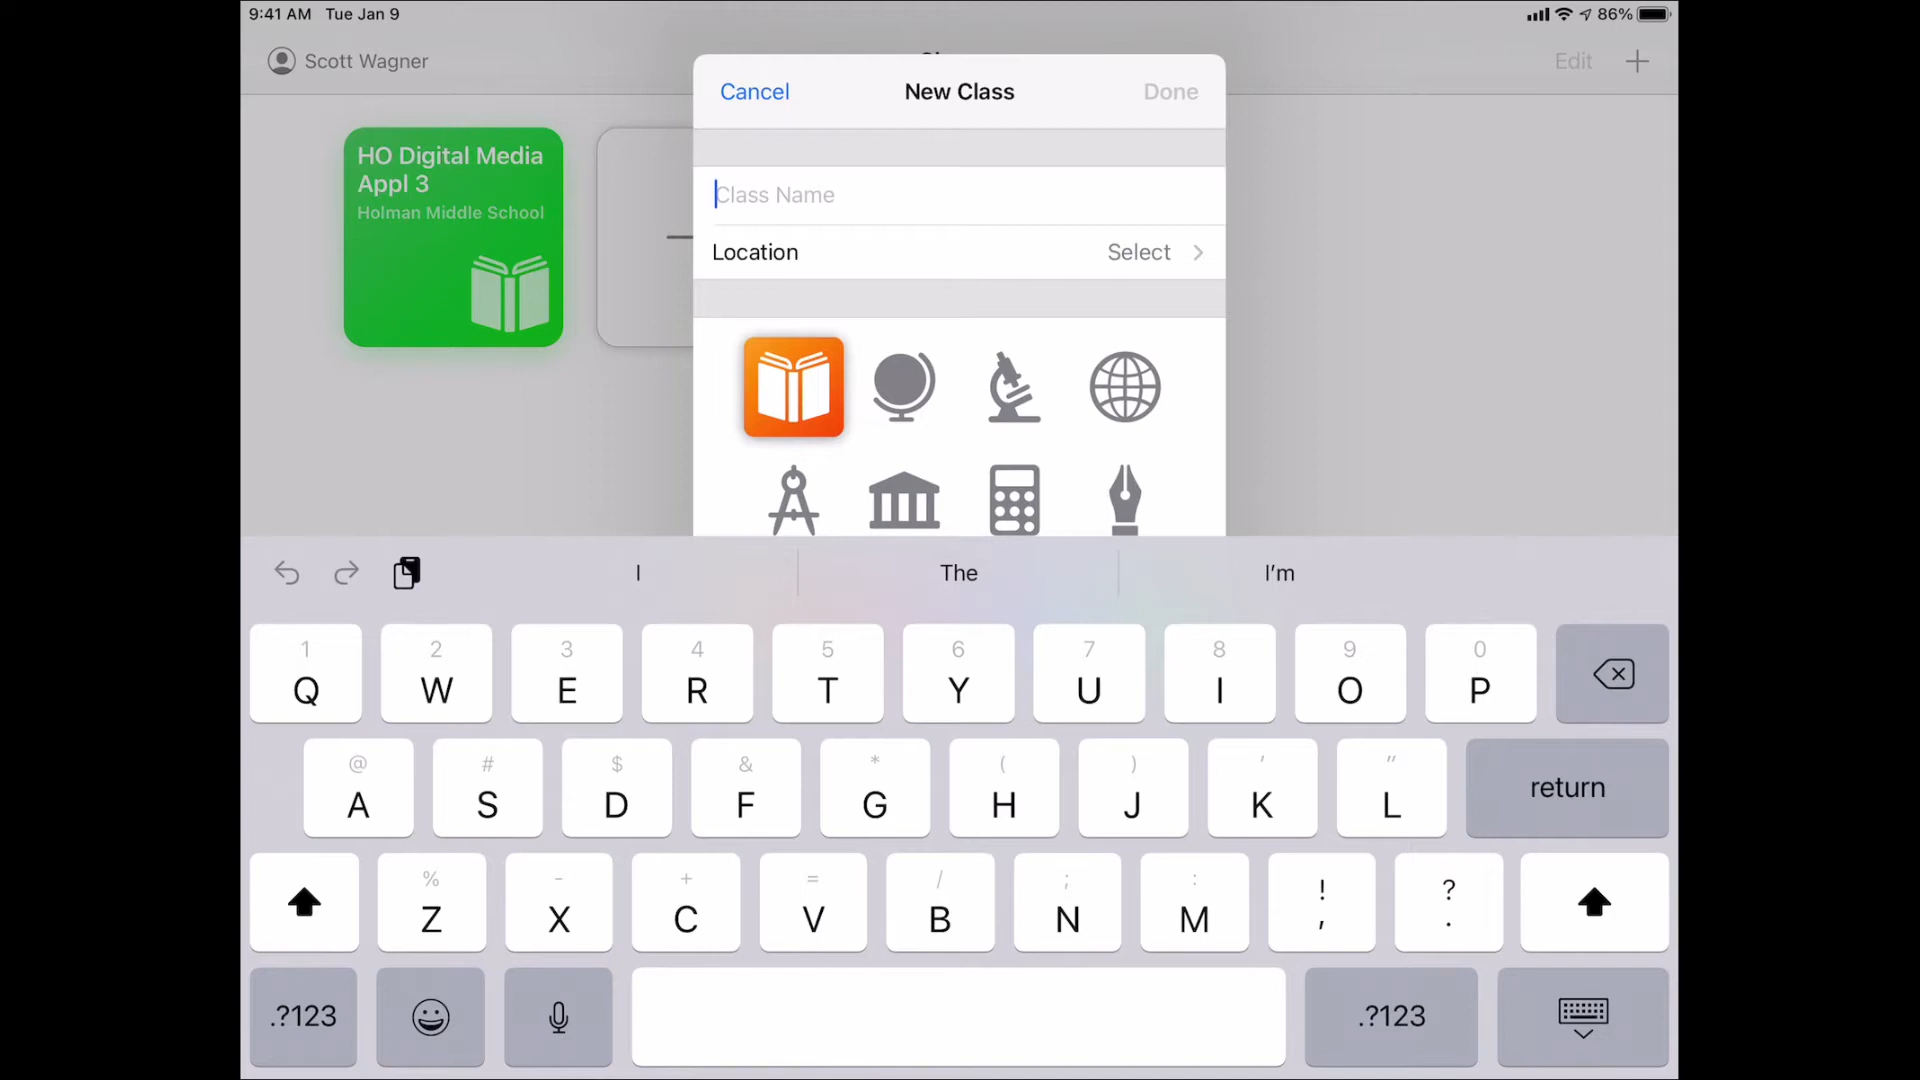 9:41 AM Tue Jan 9
86%
Scott Wagner
Edit
Cancel
New Class
Done
HO Digital Media
Appl 3
Holman Middle School
Class Name
Location
Select
I
The
I’m
1 2 3 4 5 6 7 8 9 0
Q W E R T Y U I O P
@ # $ & * ( ) ' "
A S D F G H J K L return
% - + = / ; : ! ?
Z X C V B N M , .
.?123 .?123